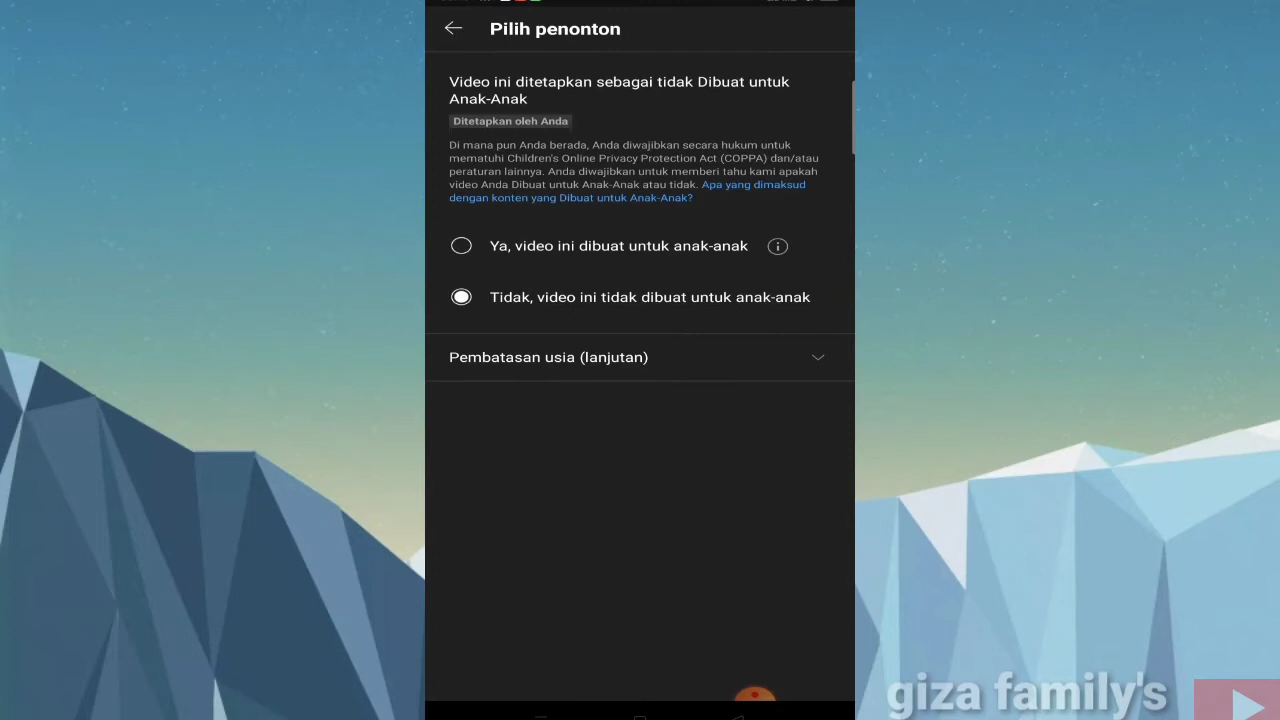 Pilih penonton
Video ini ditetapkan sebagai tidak Dibuat untuk
Anak-Anak
Ditetapkan oleh Anda
Di mana pun Anda berada, Anda diwajibkan secara hukum untuk
mematuhi Children's Online Privacy Protection Act (COPPA) dan/atau
peraturan lainnya. Anda diwajibkan untuk memberi tahu kami apakah
video Anda Dibuat untuk Anak-Anak atau tidak. Apa yang dimaksud
dengan konten yang Dibuat untuk Anak-Anak?
Ya, video ini dibuat untuk anak-anak
Tidak, video ini tidak dibuat untuk anak-anak
Pembatasan usia (lanjutan)
giza family's